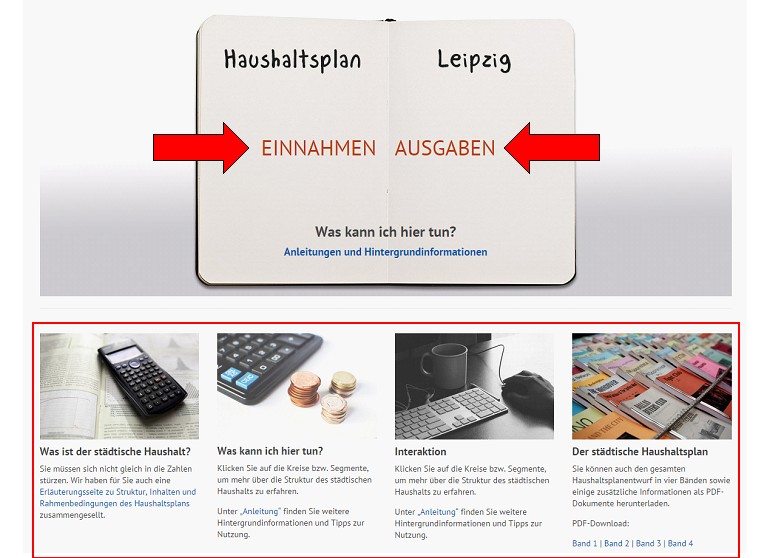 Haushaltsplan Leipzig
EINNAHMEN AUSGABEN
Was kann ich hier tun?
Anleitungen und Hintergrundinformationen
Was ist der städtische Haushalt?
Sie müssen sich nicht gleich in die Zahlen
stürzen. Wir haben für Sie auch eine
Erläuterungsseite zu Struktur, Inhalten und
Rahmenbedingungen des Haushaltsplans
zusammengestellt.
Was kann ich hier tun?
Klicken Sie auf die Kreise bzw. Segmente,
um mehr über die Struktur des städtischen
Haushalts zu erfahren.
Unter „Anleitung" finden Sie weitere
Hintergrundinformationen und Tipps zur
Nutzung.
Interaktion
Klicken Sie auf die Kreise bzw. Segmente,
um mehr über die Struktur des städtischen
Haushalts zu erfahren.
Unter „Anleitung" finden Sie weitere
Hintergrundinformationen und Tipps zur
Nutzung.
Der städtische Haushaltsplan
Sie können auch den gesamten
Haushaltsplanentwurf in vier Bänden sowie
einige zusätzliche Informationen als PDF-
Dokumente herunterladen.
PDF-Download:
Band 1 | Band 2 | Band 3 | Band 4